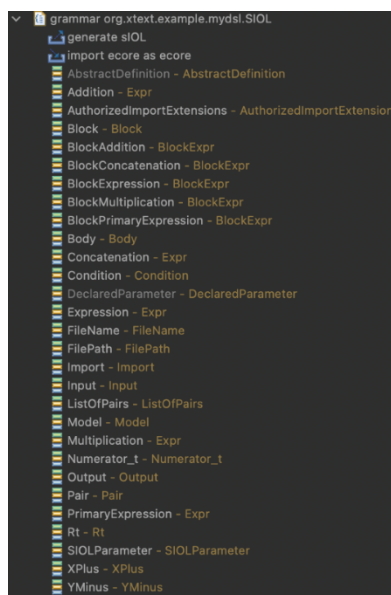 grammar org.xtext.example.mydsl.SIOL
generate sIOL
import ecore as ecore
AbstractDefinition - AbstractDefinition
Addition - Expr
AuthorizedImportExtensions - AuthorizedImportExtension
Block - Block
BlockAddition - BlockExpr
BlockConcatenation - BlockExpr
BlockExpression - BlockExpr
BlockMultiplication - BlockExpr
BlockPrimaryExpression - BlockExpr
Body - Body
Concatenation - Expr
Condition - Condition
DeclaredParameter - DeclaredParameter
Expression - Expr
FileName - FileName
FilePath - FilePath
Import - Import
Input - Input
ListOfPairs - ListOfPairs
Model - Model
Multiplication - Expr
Numerator_t - Numerator_t
Output - Output
Pair - Pair
PrimaryExpression - Expr
Rt - Rt
SIOLParameter - SIOLParameter
XPlus - XPlus
YMinus - YMinus